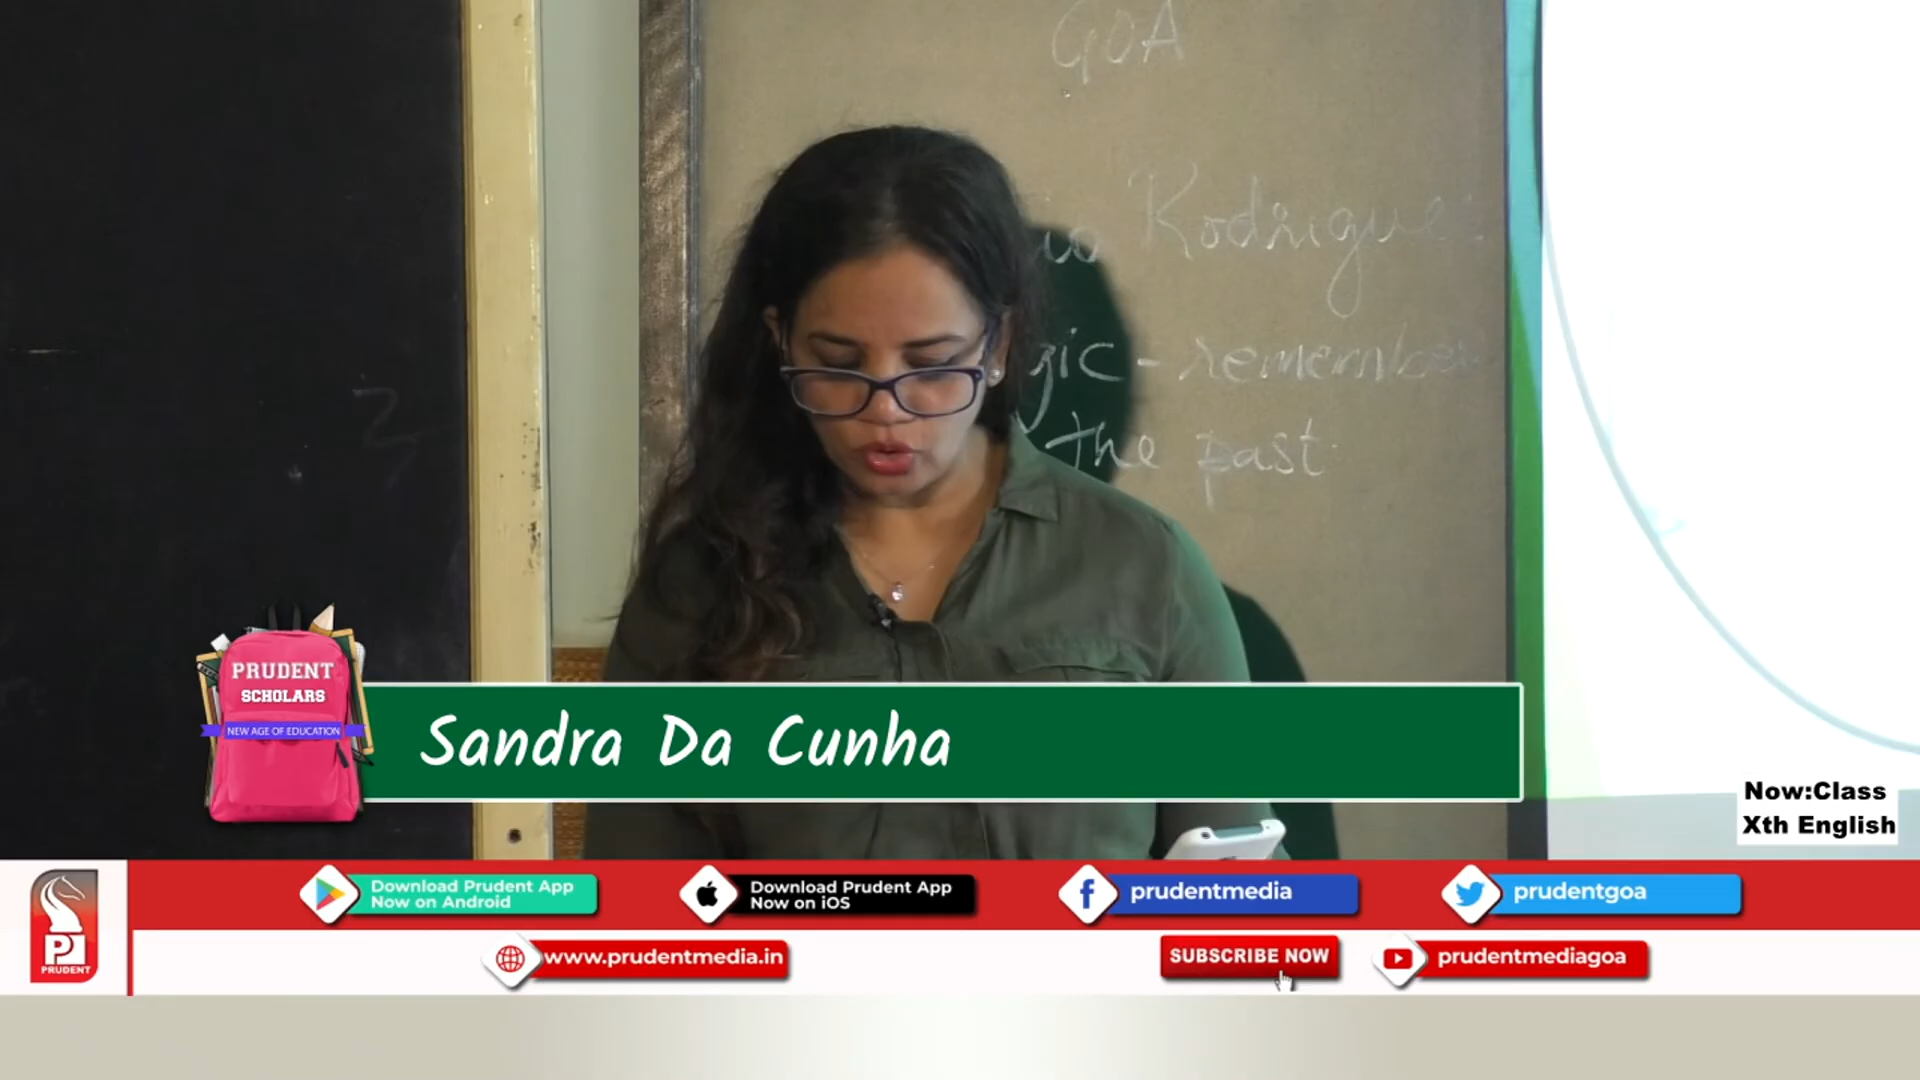 GOA
Rodrigues
- remember
the past
PRUDENT
SCHOLARS
NEW AGE OF EDUCATION
Sandra Da Cunha
Now:Class
Xth English
Download Prudent App
Now on Android
Download Prudent App
Now on iOS
prudentmedia
prudentgoa
PRUDENT
www.prudentmedia.in
SUBSCRIBE NOW
prudentmediagoa